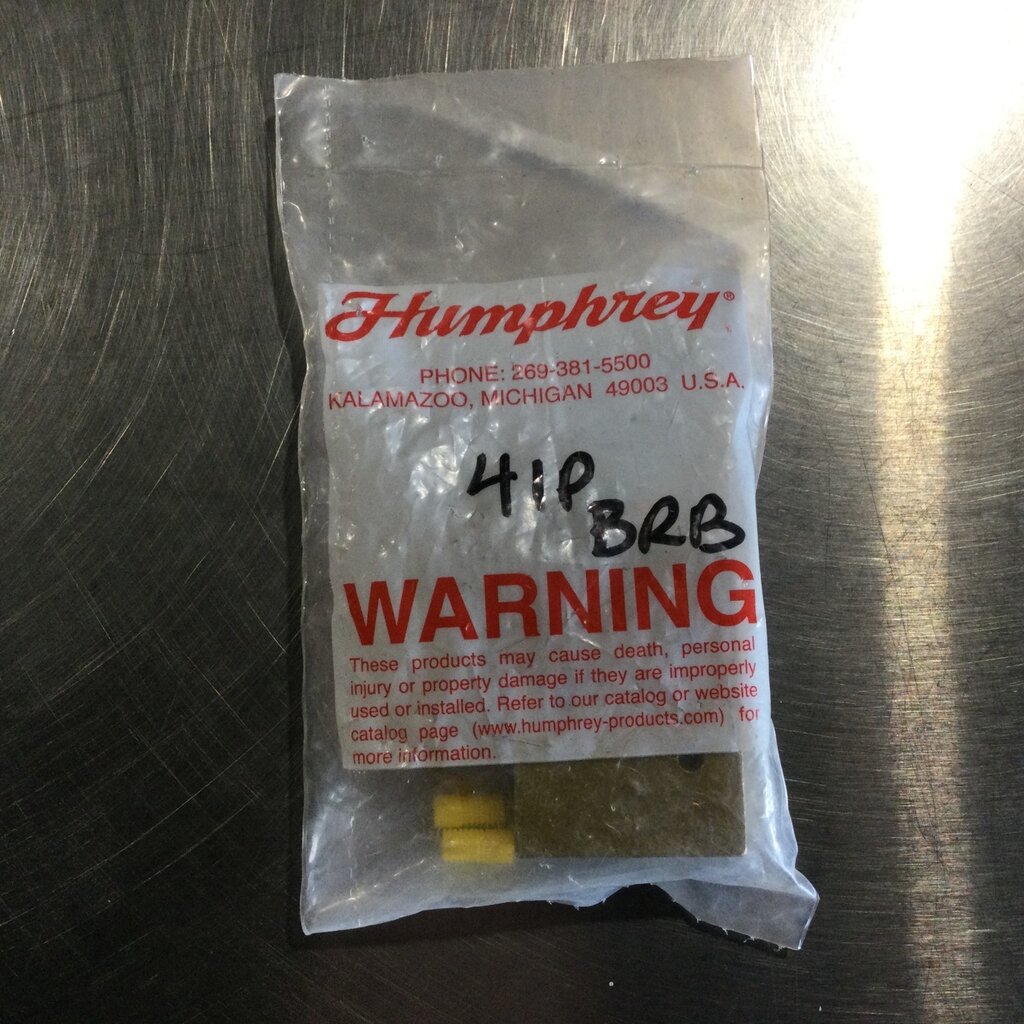 Humphrey®
PHONE: 269-381-5500
KALAMAZOO, MICHIGAN 49003 U.S.A.
41P
BRB
WARNING
These products may cause death, personal
injury or property damage if they are improperly
used or installed. Refer to our catalog or website
catalog page (www.humphrey-products.com) for
more information.